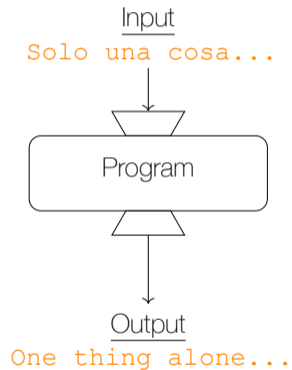 Input
Solo una cosa...
Program
Output
One thing alone...